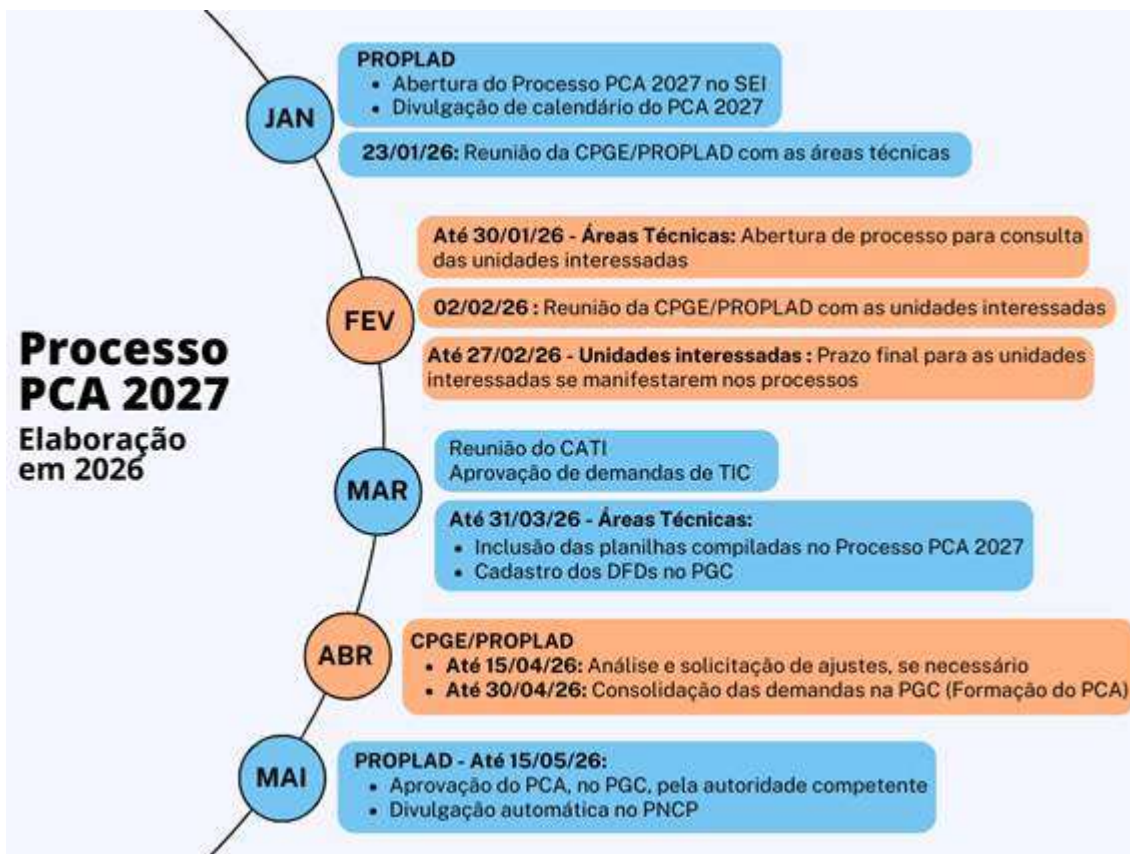 Processo
PCA 2027
Elaboração
em 2026
JAN
PROPLAD
• Abertura do Processo PCA 2027 no SEI
• Divulgação de calendário do PCA 2027
23/01/26: Reunião da CPGE/PROPLAD com as áreas técnicas
FEV
Até 30/01/26 - Áreas Técnicas: Abertura de processo para consulta
das unidades interessadas
02/02/26 : Reunião da CPGE/PROPLAD com as unidades interessadas
Até 27/02/26 - Unidades interessadas : Prazo final para as unidades
interessadas se manifestarem nos processos
MAR
Reunião do CATI
Aprovação de demandas de TIC
Até 31/03/26 - Áreas Técnicas:
• Inclusão das planilhas compiladas no Processo PCA 2027
• Cadastro dos DFDs no PGC
ABR
CPGE/PROPLAD
• Até 15/04/26: Análise e solicitação de ajustes, se necessário
• Até 30/04/26: Consolidação das demandas na PGC (Formação do PCA)
MAI
PROPLAD - Até 15/05/26:
• Aprovação do PCA, no PGC, pela autoridade competente
• Divulgação automática no PNCP